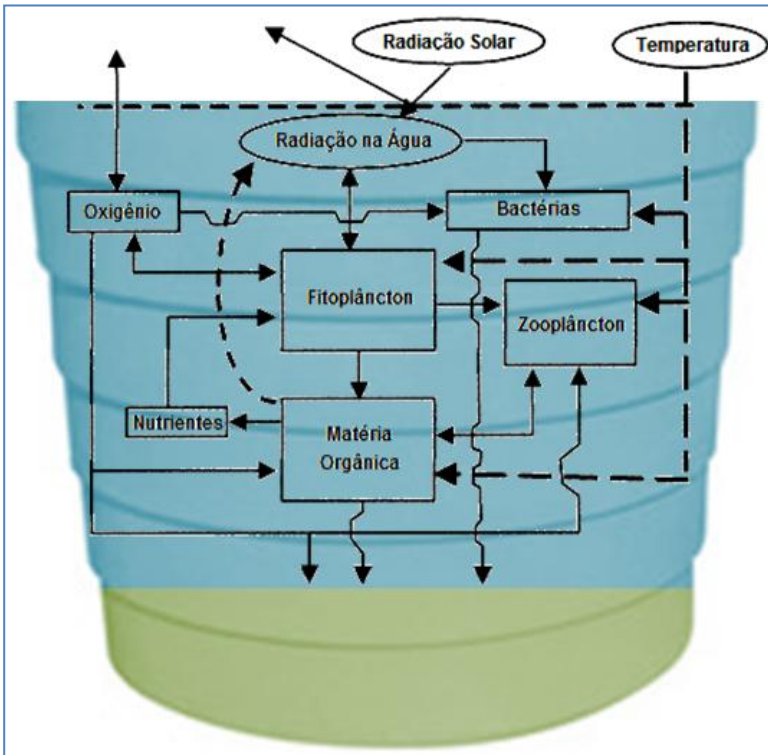 Radiação Solar
Temperatura
Radiação na Água
Oxigênio
Bactérias
Fitoplâncton
Zooplâncton
Nutrientes
Matéria
Orgânica